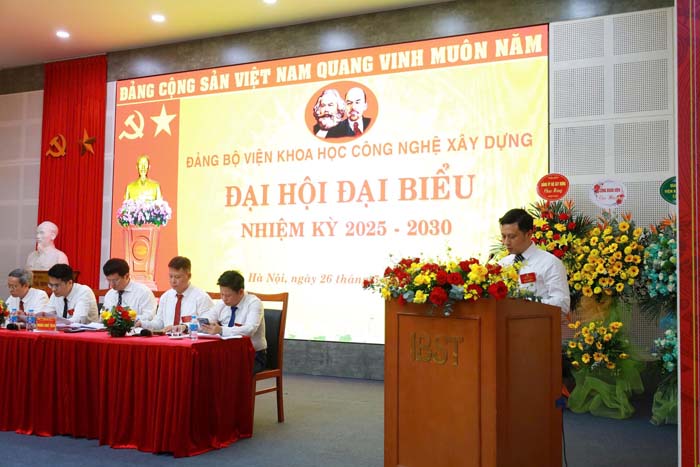 ĐẢNG CỘNG SẢN VIỆT NAM QUANG VINH MUÔN NĂM
ĐẢNG BỘ VIỆN KHOA HỌC CÔNG NGHỆ XÂY DỰNG
ĐẠI HỘI ĐẠI BIỂU
NHIỆM KỲ 2025 - 2030
Hà Nội, ngày 26 thán
IBST